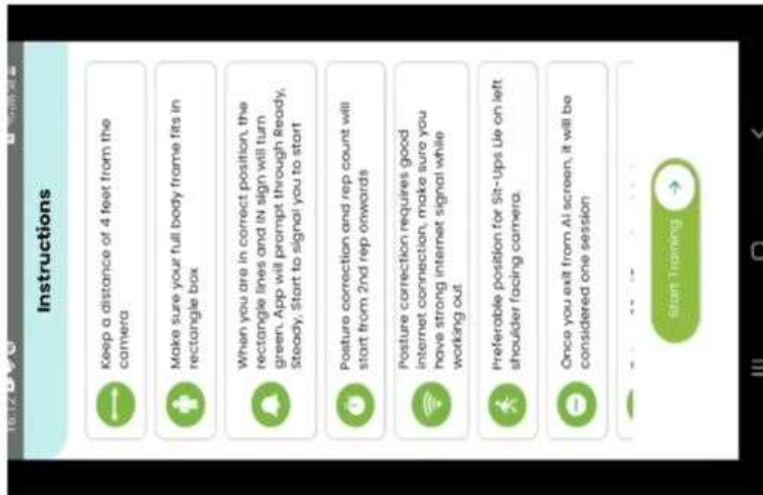 Instructions
Keep a distance of 4 feet from the
camera
Make sure your full body frame fits in
rectangle box
When you are in correct position, the
rectangle lines and IN sign will turn
green. App will prompt through Ready,
Steady, Start to signal you to start
Posture correction and rep count will
start from 2nd rep onwards
Posture correction requires good
internet connection, make sure you
have strong internet signal while
working out
Preferable position for Sit-Ups Lie on left
shoulder facing camera.
Once you exit from AI screen, it will be
considered one session
Start Training